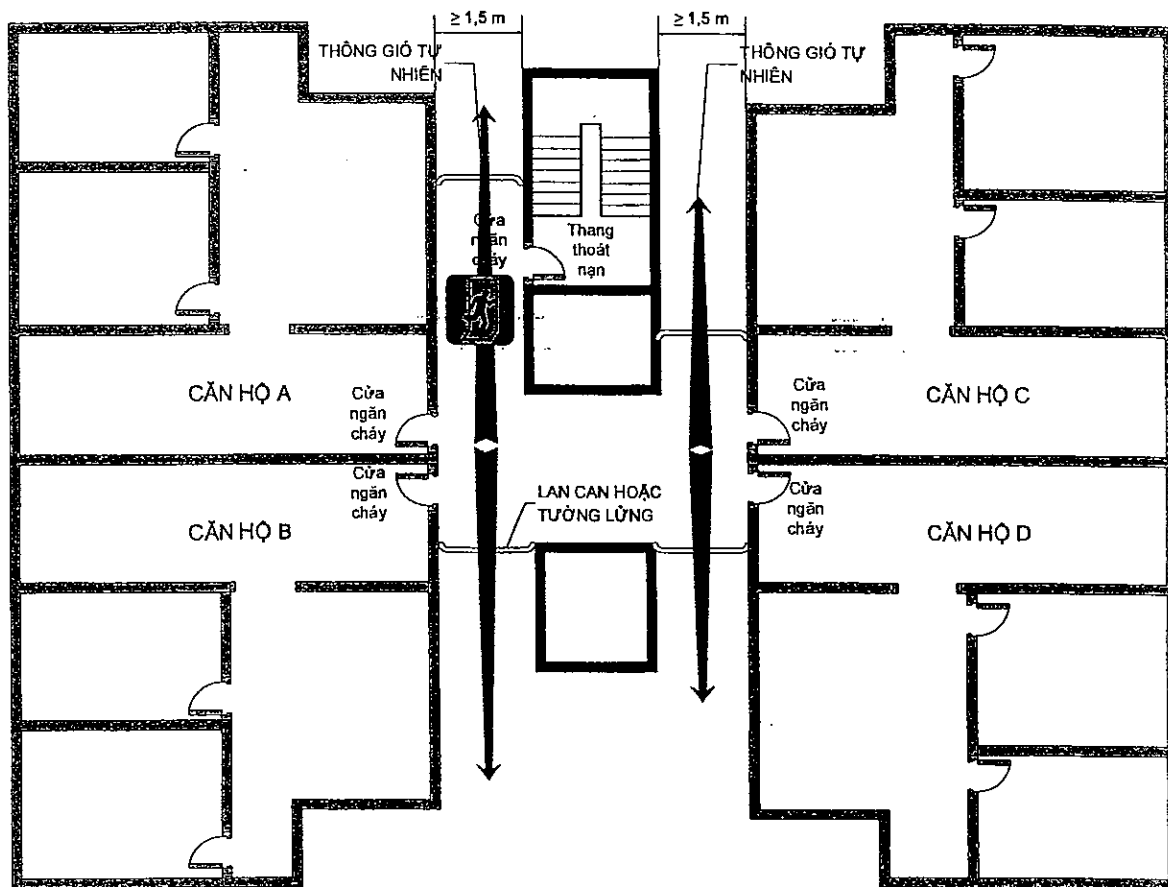 ≥ 1,5 m
≥ 1,5 m
THÔNG GIÓ TỰ
NHIÊN
THÔNG GIÓ TỰ
NHIÊN
Cửa
ngăn
cháy
Thang
thoát
nạn
CĂN HỘ A
Cửa
ngăn
cháy
Cửa
ngăn
cháy
CĂN HỘ C
Cửa
ngăn
cháy
LAN CAN HOẶC
TƯỜNG LỬNG
Cửa
ngăn
cháy
CĂN HỘ B
CĂN HỘ D